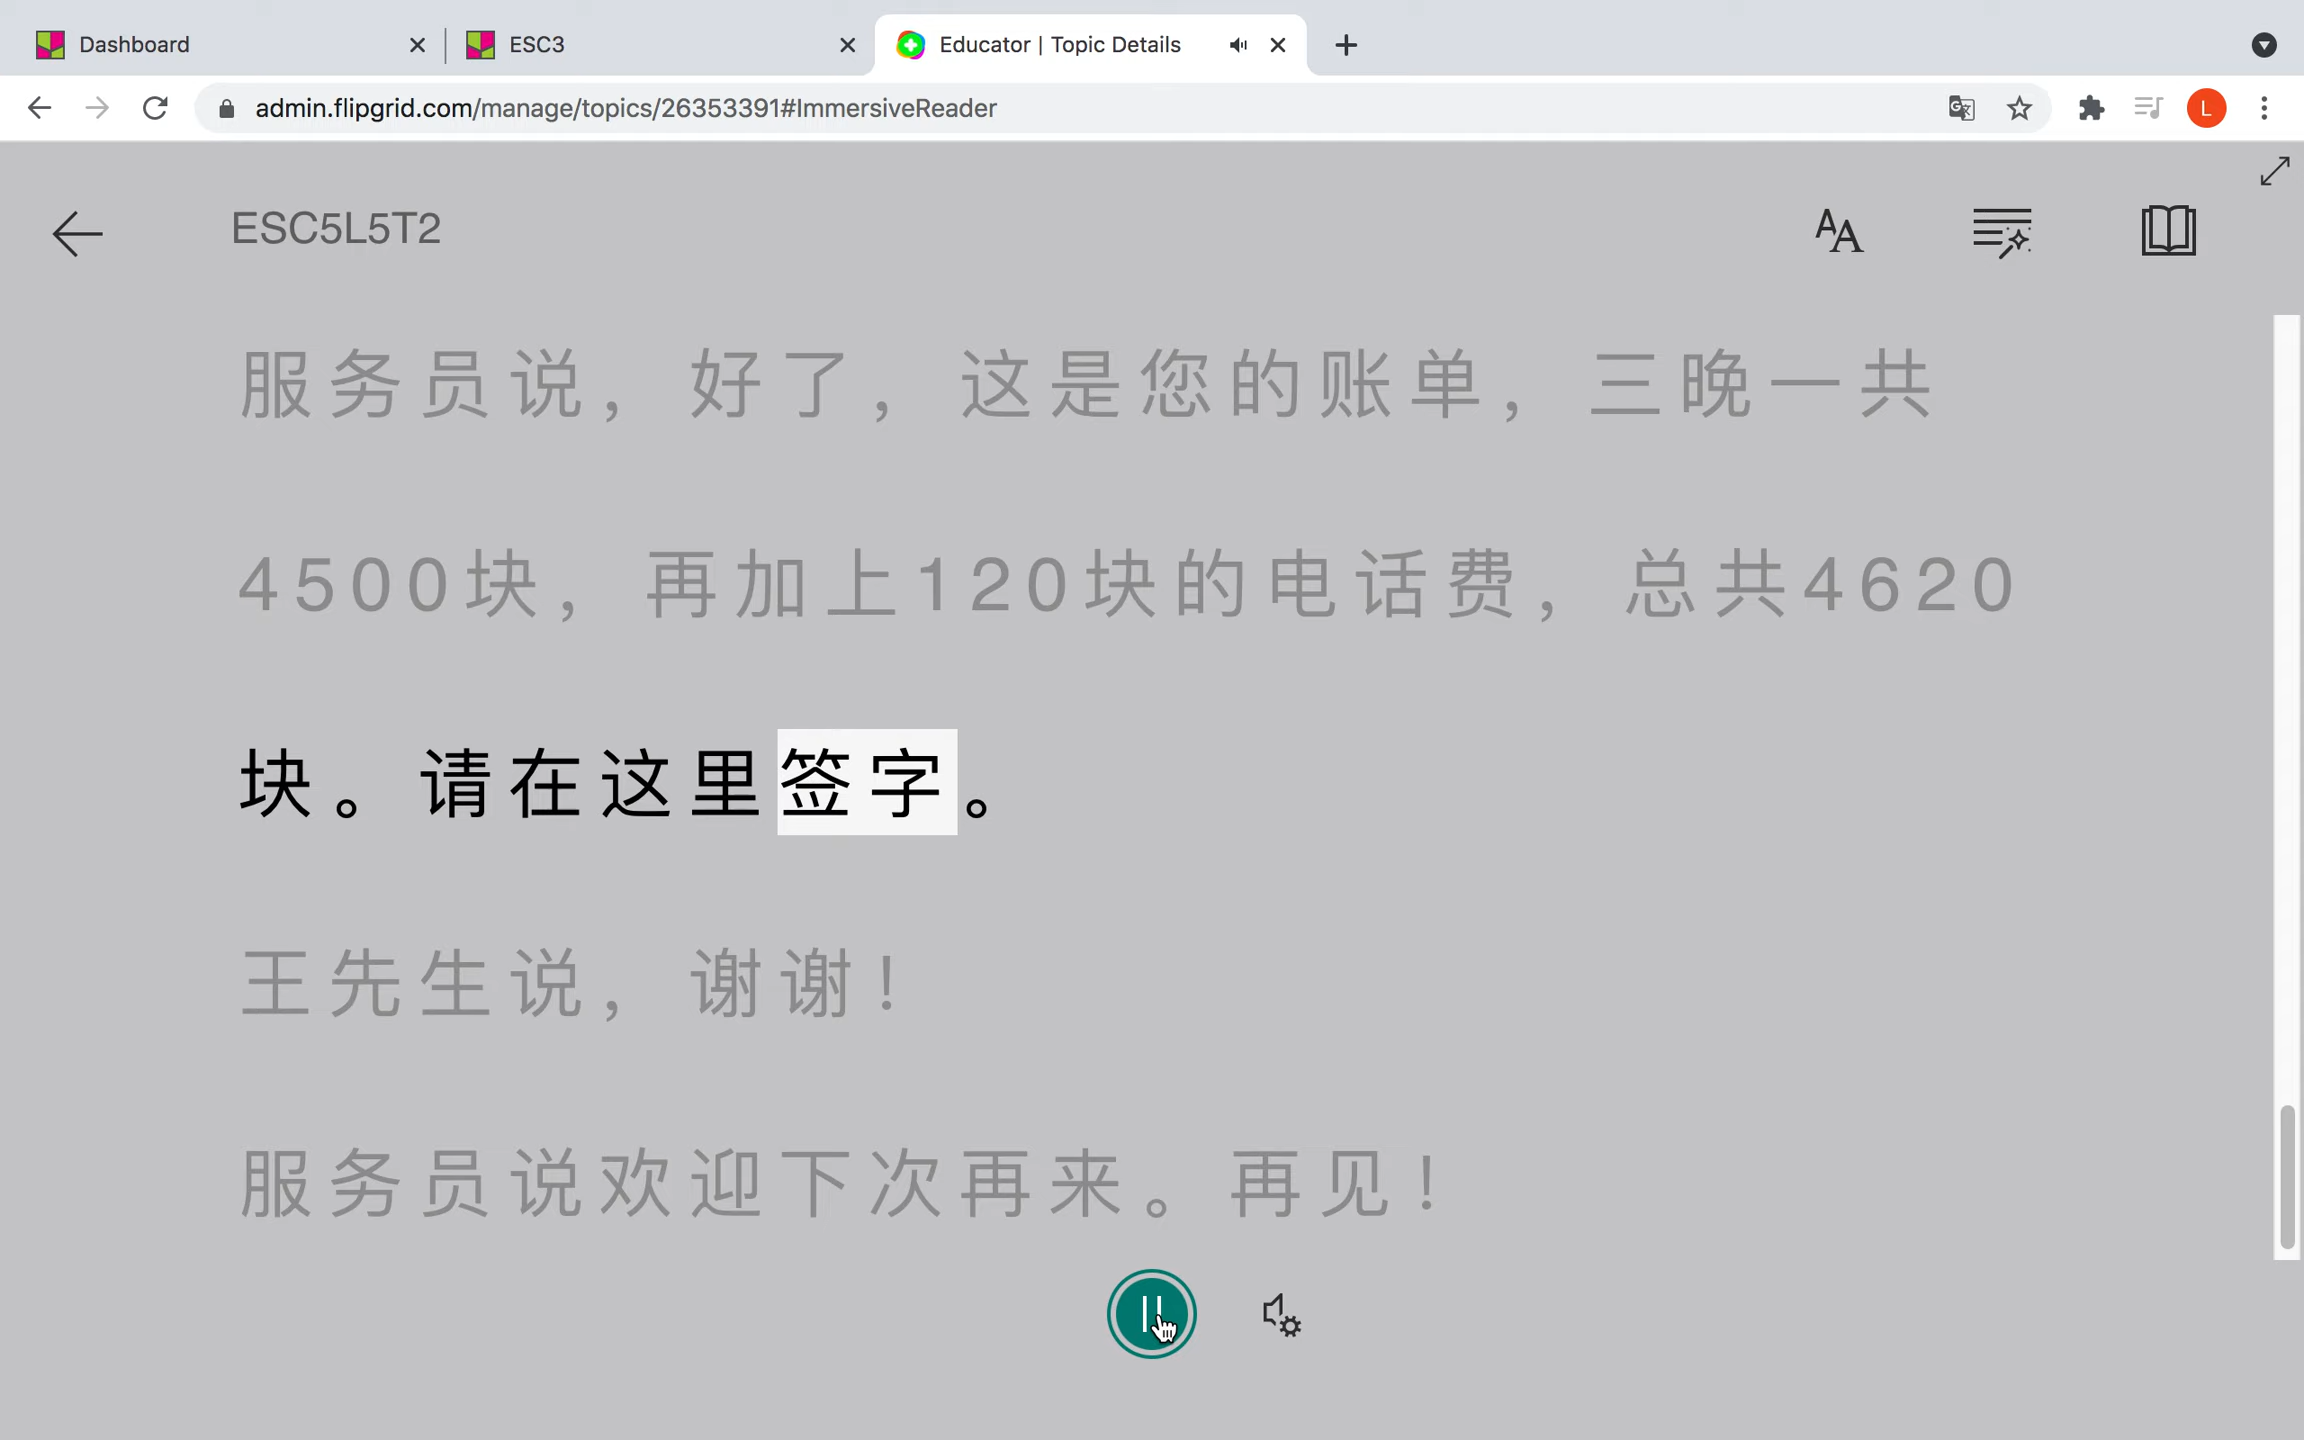 Dashboard
ESC3
Educator | Topic Details
admin.flipgrid.com/manage/topics/26353391#ImmersiveReader
L
ESC5L5T2
服务员说，好了，这是您的账单，三晚一共
4500块，再加上120块的电话费，总共4620
块。请在这里签字。
王先生说，谢谢！
服务员说欢迎下次再来。再见！